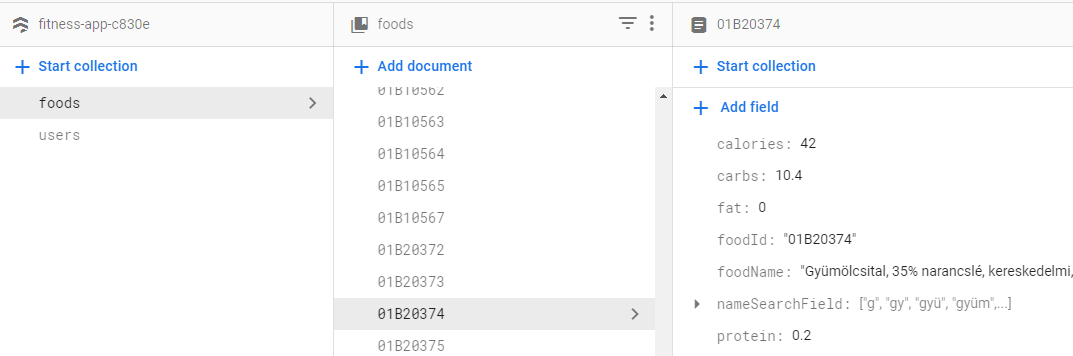 fitness-app-c830e
foods
01B20374
Start collection
Add document
Start collection
foods
users
01B10562
01B10563
01B10564
01B10565
01B10567
01B20372
01B20373
01B20374
01B20375
Add field
calories: 42
carbs: 10.4
fat: 0
foodId: "01B20374"
foodName: "Gyümölcsital, 35% narancslé, kereskedelmi,
nameSearchField: ["g", "gy", "gyü", "gyüm",...]
protein: 0.2